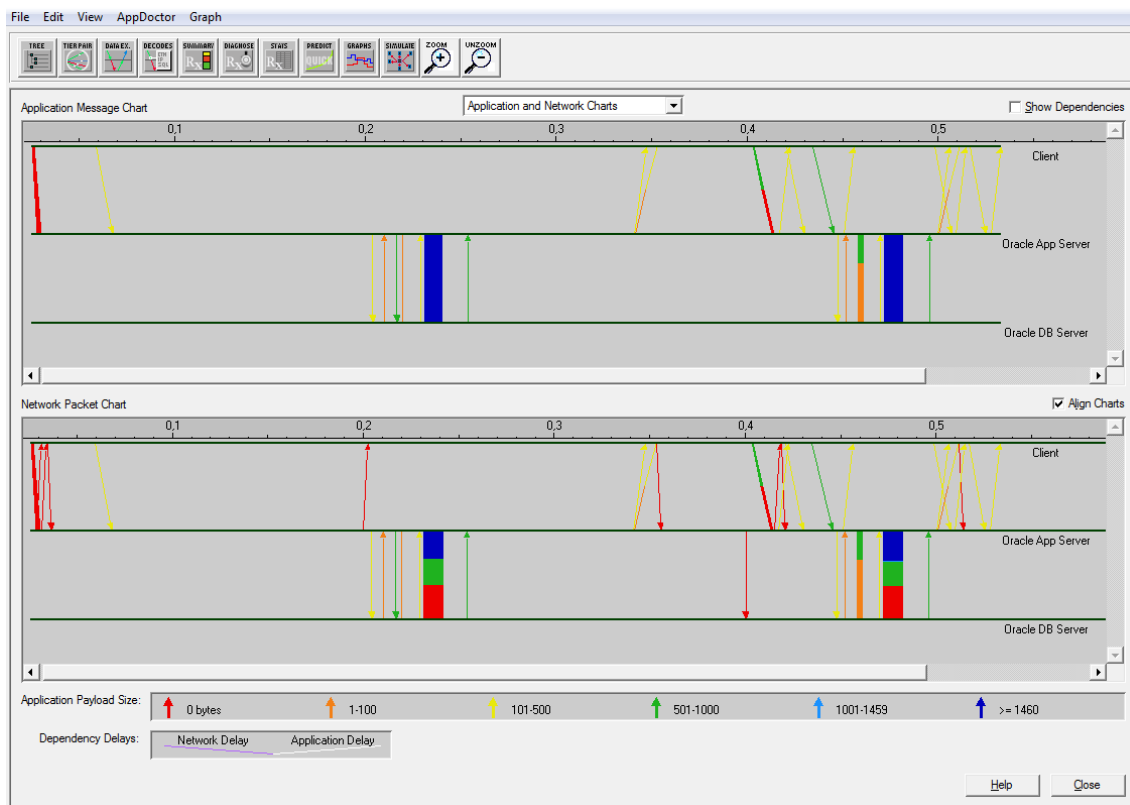 File Edit View AppDoctor Graph
TREE TIER PAIR DATA EX. DECODES SUMMARY DIAGNOSE STATS PREDICT GRAPHS SIMULATE ZOOM UNZOOM
QUICK
Application Message Chart Application and Network Charts Show Dependencies
0,1 0,2 0,3 0,4 0,5
Client
Oracle App Server
Oracle DB Server
Network Packet Chart Align Charts
0,1 0,2 0,3 0,4 0,5
Client
Oracle App Server
Oracle DB Server
Application Payload Size: 0 bytes 1-100 101-500 501-1000 1001-1459 >= 1460
Dependency Delays: Network Delay Application Delay
Help Close